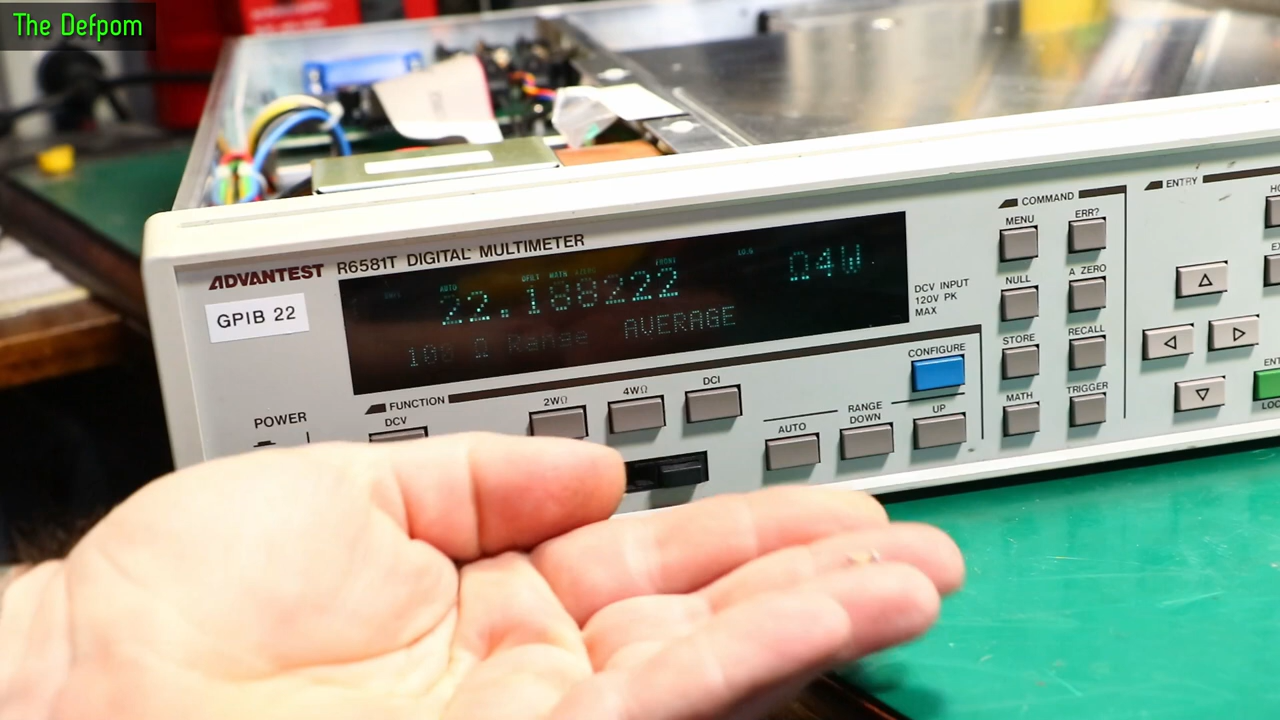 The Defpom
ADVANTEST R6581T DIGITAL MULTIMETER
GPIB 22
AUTO
MATH
22.188222 Ω4W
100 Ω Range AVERAGE
DCV INPUT
120V PK
MAX
POWER
FUNCTION
DCV
2WΩ
4WΩ
DCI
CONFIGURE
AUTO
RANGE
DOWN
UP
COMMAND
MENU
ERR?
NULL
A ZERO
STORE
RECALL
MATH
TRIGGER
ENTRY